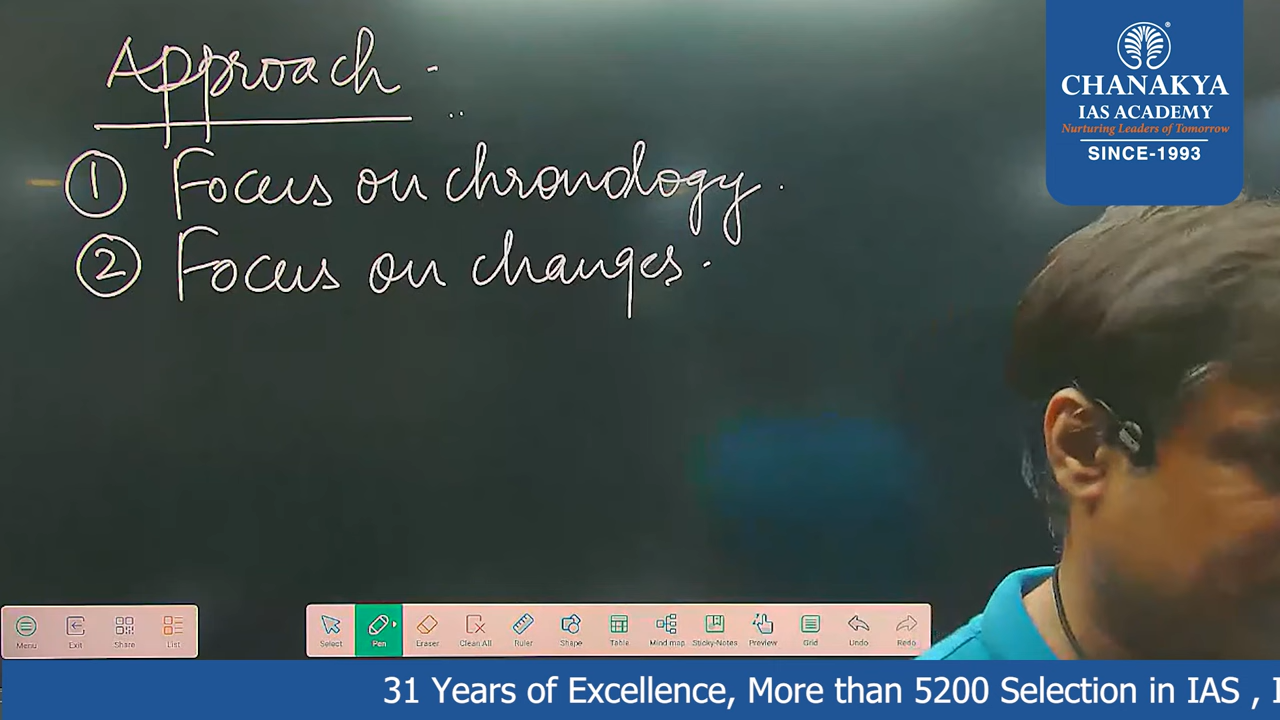 Approach -
① Focus on chronology.
② Focus on changes.
CHANAKYA
IAS ACADEMY
Nurturing Leaders of Tomorrow
SINCE-1993
Menu
Exit
Share
List
Select
Pen
Eraser
Clean All
Ruler
Shape
Table
Mind map
Sticky-Notes
Preview
Grid
Undo
Redo
31 Years of Excellence, More than 5200 Selection in IAS , I